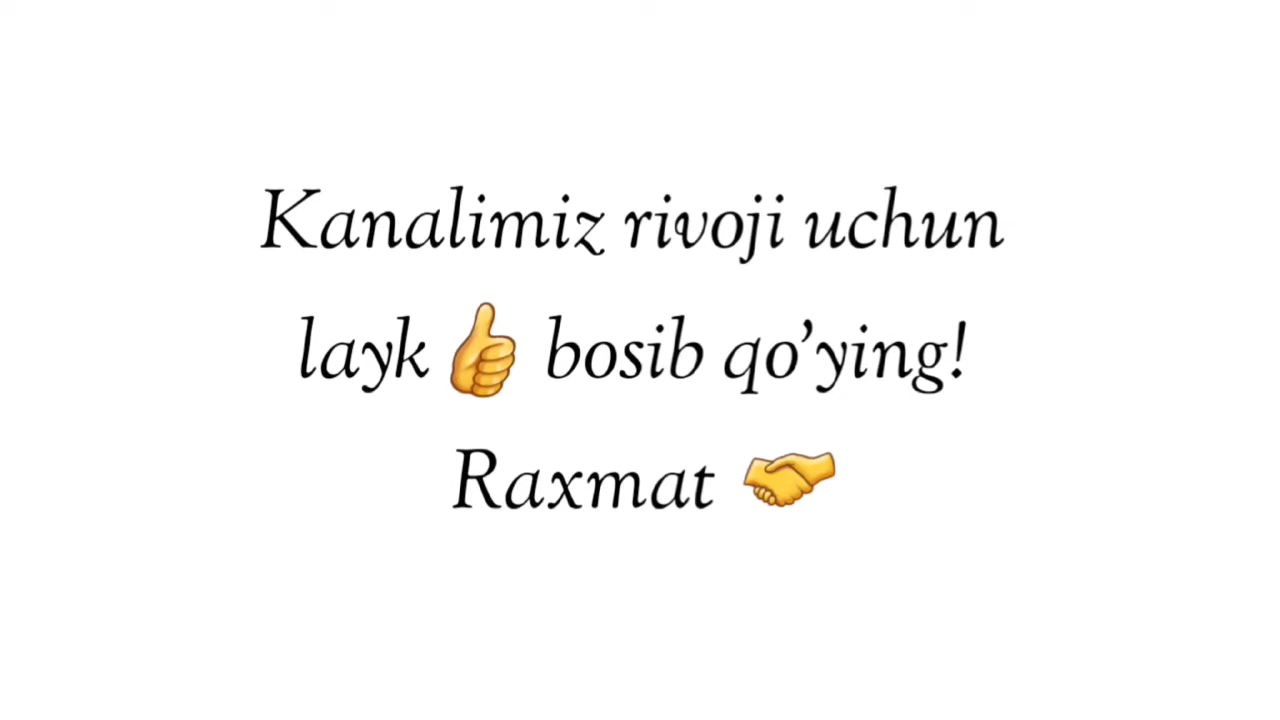 Kanalimiz rivoji uchun
layk👍 bosib qo’ying!
Raxmat 🤝